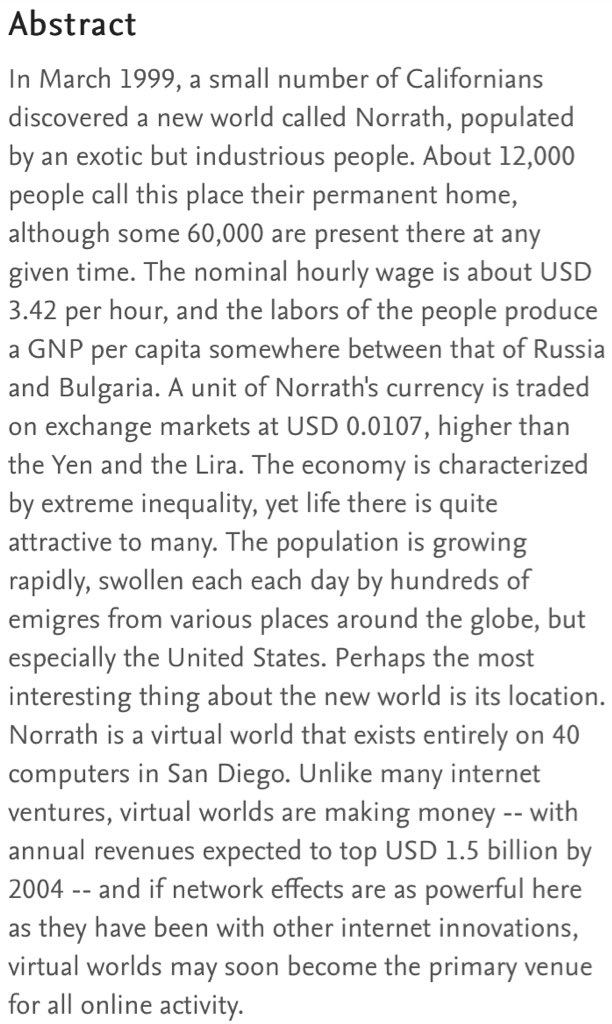 Abstract
In March 1999, a small number of Californians
discovered a new world called Norrath, populated
by an exotic but industrious people. About 12,000
people call this place their permanent home,
although some 60,000 are present there at any
given time. The nominal hourly wage is about USD
3.42 per hour, and the labors of the people produce
a GNP per capita somewhere between that of Russia
and Bulgaria. A unit of Norrath's currency is traded
on exchange markets at USD 0.0107, higher than
the Yen and the Lira. The economy is characterized
by extreme inequality, yet life there is quite
attractive to many. The population is growing
rapidly, swollen each each day by hundreds of
emigres from various places around the globe, but
especially the United States. Perhaps the most
interesting thing about the new world is its location.
Norrath is a virtual world that exists entirely on 40
computers in San Diego. Unlike many internet
ventures, virtual worlds are making money -- with
annual revenues expected to top USD 1.5 billion by
2004 -- and if network effects are as powerful here
as they have been with other internet innovations,
virtual worlds may soon become the primary venue
for all online activity.